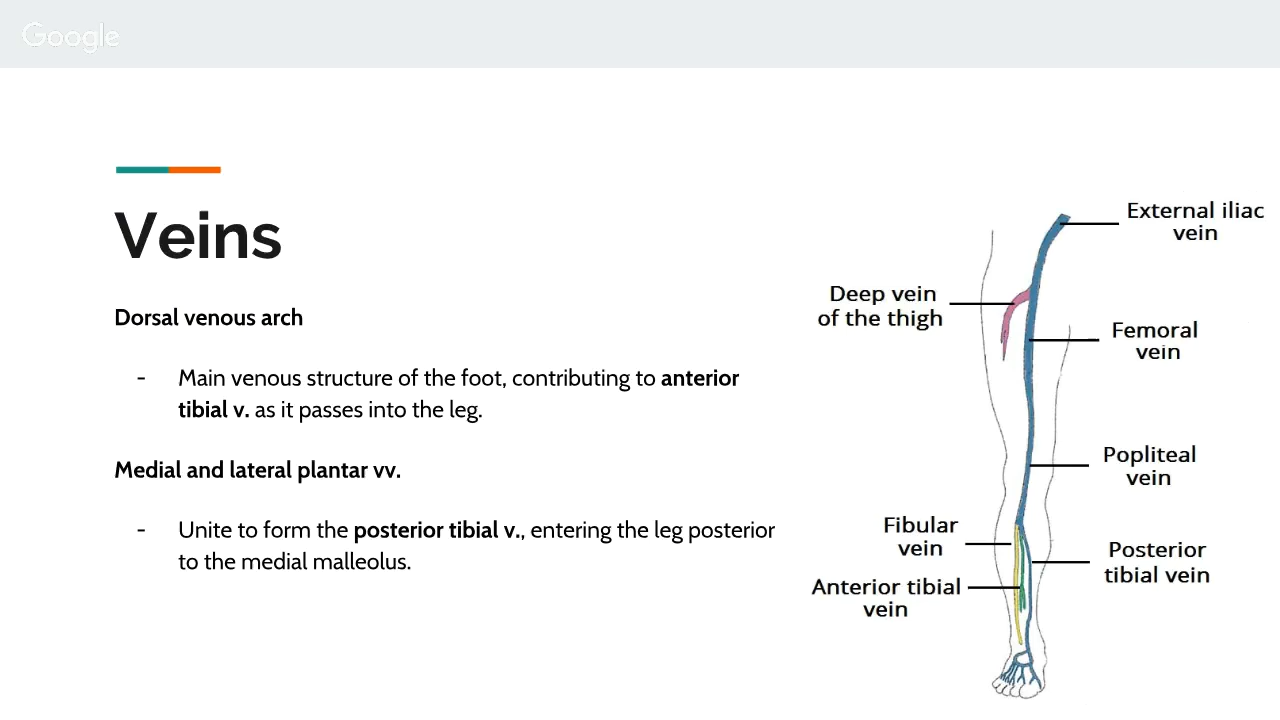 Google
Veins
Dorsal venous arch
- Main venous structure of the foot, contributing to anterior
tibial v. as it passes into the leg.
Medial and lateral plantar vv.
- Unite to form the posterior tibial v., entering the leg posterior
to the medial malleolus.
External iliac
vein
Deep vein
of the thigh
Femoral
vein
Popliteal
vein
Fibular
vein
Posterior
tibial vein
Anterior tibial
vein